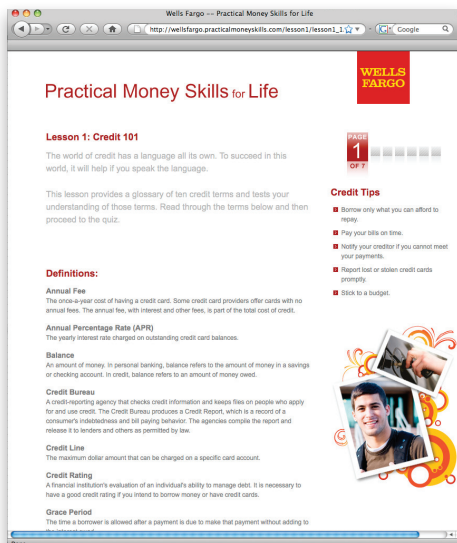 Wells Fargo -- Practical Money Skills for Life
http://wellsfargo.practicalmoneyskills.com/lesson1/lesson1_1.
Google
WELLS
FARGO
Practical Money Skills for Life
Lesson 1: Credit 101
The world of credit has a language all its own. To succeed in this
world, it will help if you speak the language.
This lesson provides a glossary of ten credit terms and tests your
understanding of those terms. Read through the terms below and then
proceed to the quiz.
PAGE
1
OF 7
Credit Tips
Borrow only what you can afford to
repay.
Pay your bills on time.
Notify your creditor if you cannot meet
your payments.
Report lost or stolen credit cards
promptly.
Stick to a budget.
Definitions:
Annual Fee
The once-a-year cost of having a credit card. Some credit card providers offer cards with no
annual fees. The annual fee, with interest and other fees, is part of the total cost of credit.
Annual Percentage Rate (APR)
The yearly interest rate charged on outstanding credit card balances.
Balance
An amount of money. In personal banking, balance refers to the amount of money in a savings
or checking account. In credit, balance refers to an amount of money owed.
Credit Bureau
A credit-reporting agency that checks credit information and keeps files on people who apply
for and use credit. The Credit Bureau produces a Credit Report, which is a record of a
consumer's indebtedness and bill paying behavior. The agencies compile the report and
release it to lenders and others as permitted by law.
Credit Line
The maximum dollar amount that can be charged on a specific card account.
Credit Rating
A financial institution's evaluation of an individual's ability to manage debt. It is necessary to
have a good credit rating if you intend to borrow money or have credit cards.
Grace Period
The time a borrower is allowed after a payment is due to make that payment without adding to